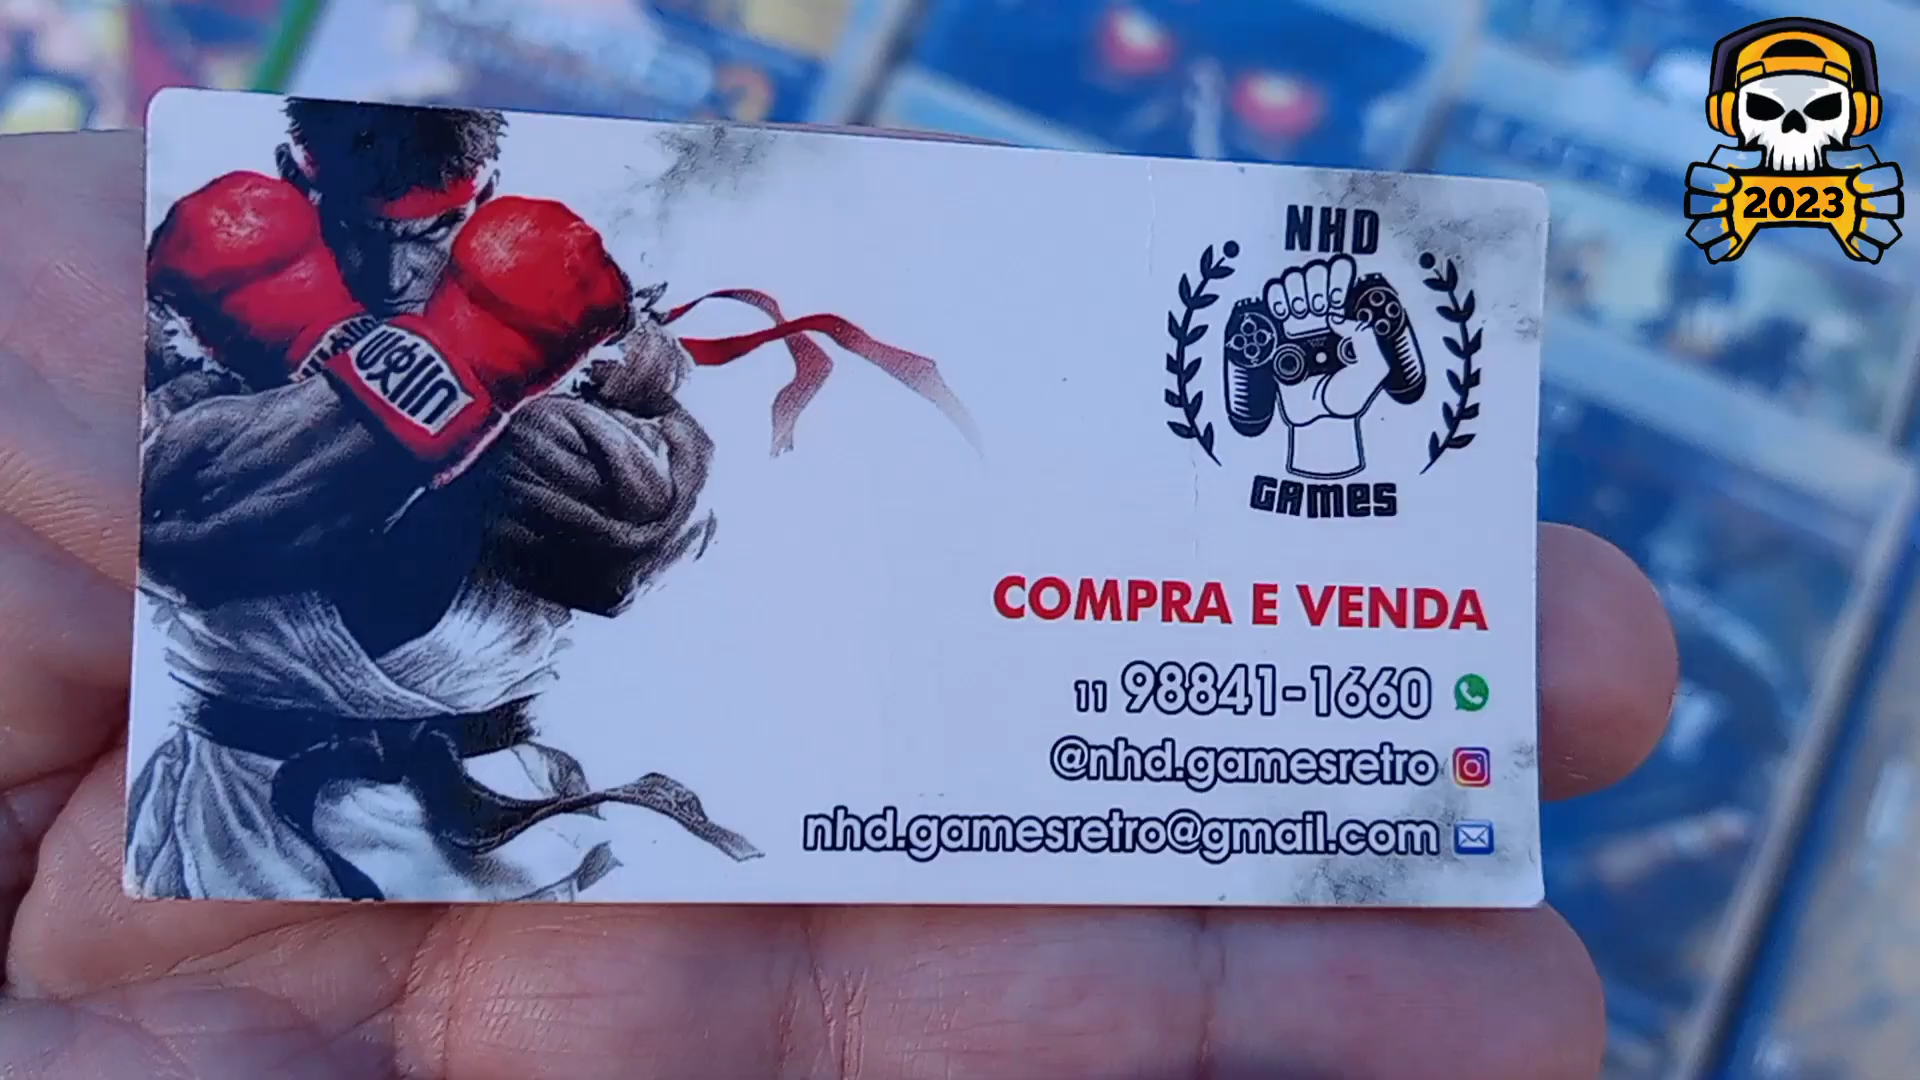 2023
NHD
GAMES
COMPRA E VENDA
11 98841-1660
@nhd.gamesretro
nhd.gamesretro@gmail.com